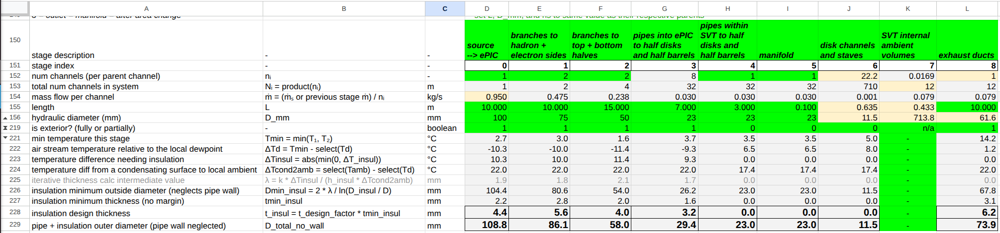 A B C D E F G H I J K L
3 = outlet = manifold = after area change set L, D_mm, and ns to same value as their respective parents
150 stage description - - source --> ePIC branches to hadron + electron sides branches to top + bottom halves pipes into ePIC to half disks and half barrels pipes within SVT to half disks and half barrels manifold disk channels and staves SVT internal ambient volumes exhaust ducts
151 stage index - - 0 1 2 3 4 5 6 7 8
152 num channels (per parent channel) nᵢ - 1 2 2 8 1 1 22.2 0.0169 1
153 total num channels in system Nᵢ = product(nᵢ) m 1 2 4 32 32 32 710 12 12
154 mass flow per channel ṁ = (ṁₛ or previous stage ṁ) / nᵢ kg/s 0.950 0.475 0.238 0.030 0.030 0.030 0.001 0.079 0.079
155 length L m 10.000 10.000 15.000 7.000 3.000 0.100 0.635 0.433 10.000
156 hydraulic diameter (mm) D_mm mm 100 75 50 23 23 23 11.5 713.8 61.6
219 is exterior? (fully or partially) - boolean 1 1 1 1 0 0 0 n/a 1
221 min temperature this stage Tmin = min(T₁, T₂) °C 2.7 3.0 1.6 3.7 3.5 3.5 5.0 - 14.2
222 air stream temperature relative to the local dewpoint ΔTd = Tmin - select(Td) °C -10.3 -10.0 -11.4 -9.3 6.5 6.5 8.0 - 1.2
223 temperature difference needing insulation ΔTinsul = abs(min(0, ΔT_insul)) °C 10.3 10.0 11.4 9.3 0.0 0.0 0.0 - 0.0
224 temperature diff from a condensating surface to local ambient ΔTcond2amb = select(Tamb) - select(Td) °C 22.0 22.0 22.0 22.0 17.4 17.4 17.4 - 22.0
225 iterative thickness calc intermediate value λ = k * ΔTinsul / (h_insul * ΔTcond2amb) mm 1.9 1.8 2.1 1.7 0.0 0.0 0.0 - 0.0
226 insulation minimum outside diameter (neglects pipe wall) Dmin_insul = 2 * λ / ln(D_insul / D) mm 104.4 80.6 54.0 26.2 23.0 23.0 11.5 - 67.8
227 insulation minimum thickness (no margin) tmin_insul mm 2.2 2.8 2.0 1.6 0.0 0.0 0.0 - 3.1
228 insulation design thickness t_insul = t_design_factor * tmin_insul mm 4.4 5.6 4.0 3.2 0.0 0.0 0.0 - 6.2
229 pipe + insulation outer diameter (pipe wall neglected) D_total_no_wall mm 108.8 86.1 58.0 29.4 23.0 23.0 11.5 - 73.9